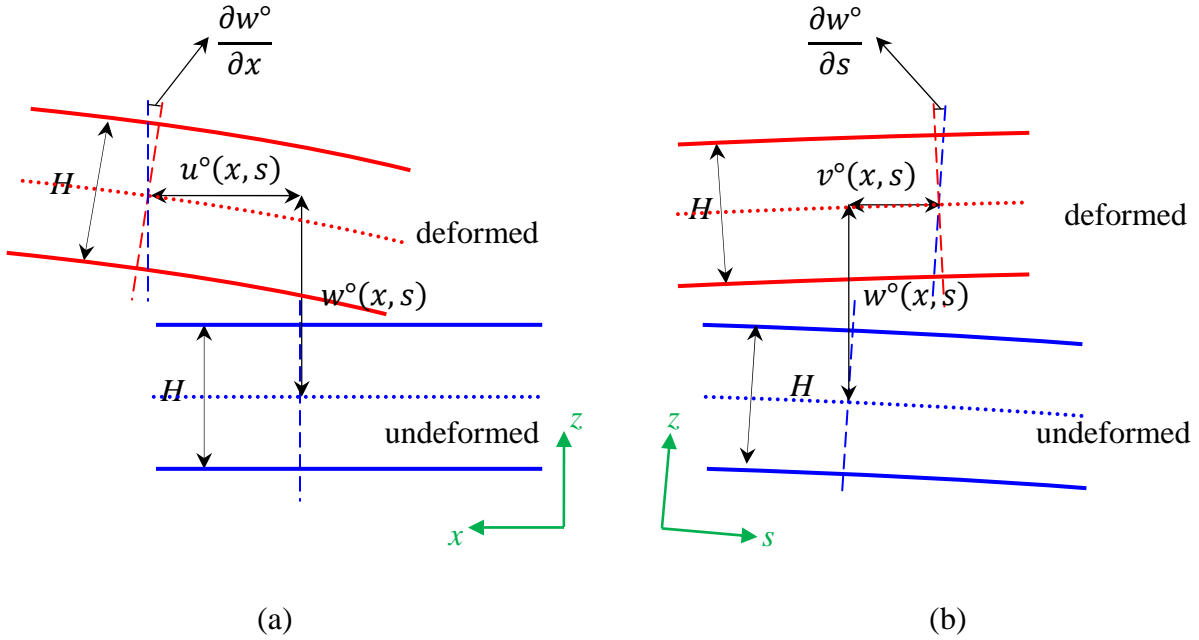 ∂w°
∂x
u°(x, s)
H
deformed
w°(x, s)
H
undeformed
z
x
(a)
∂w°
∂s
v°(x, s)
H
deformed
w°(x, s)
H
undeformed
z
s
(b)